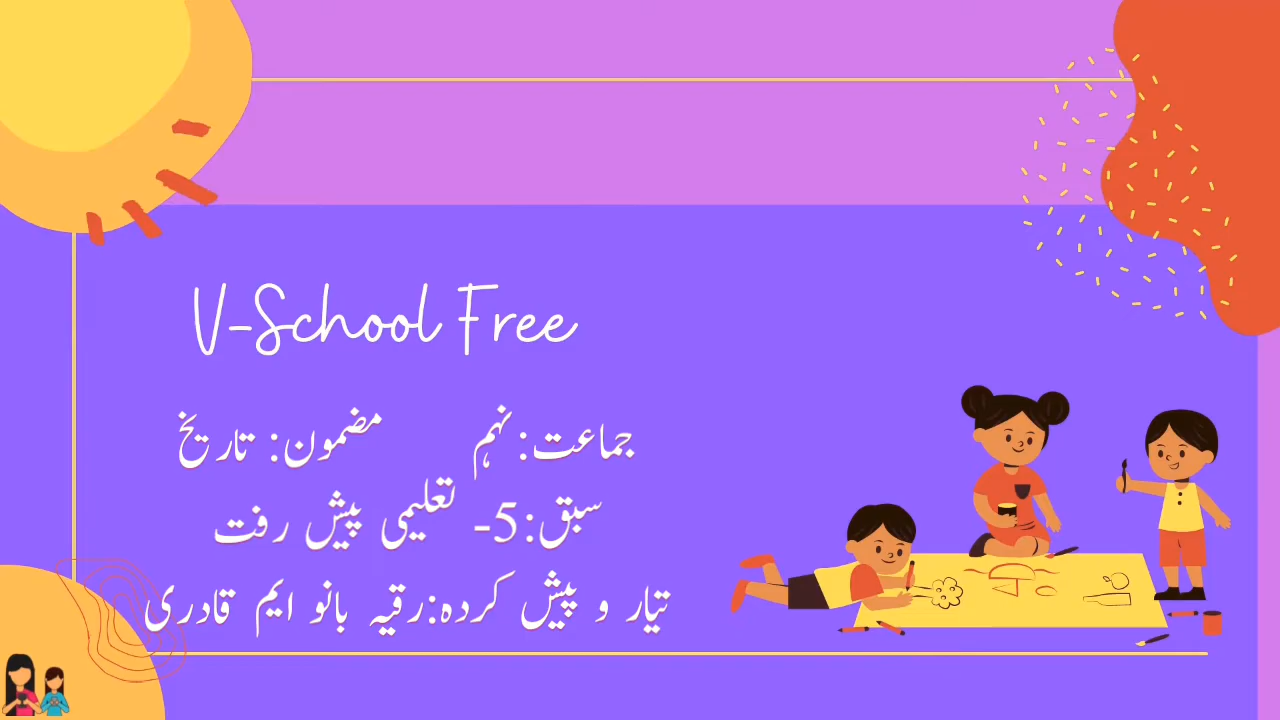 V-School Free
جماعت:نہم مضمون: تاریخ
سبق:5- تعلیمی پیش رفت
تیار و پیش کردہ:رقیہ بانو ایم قادری